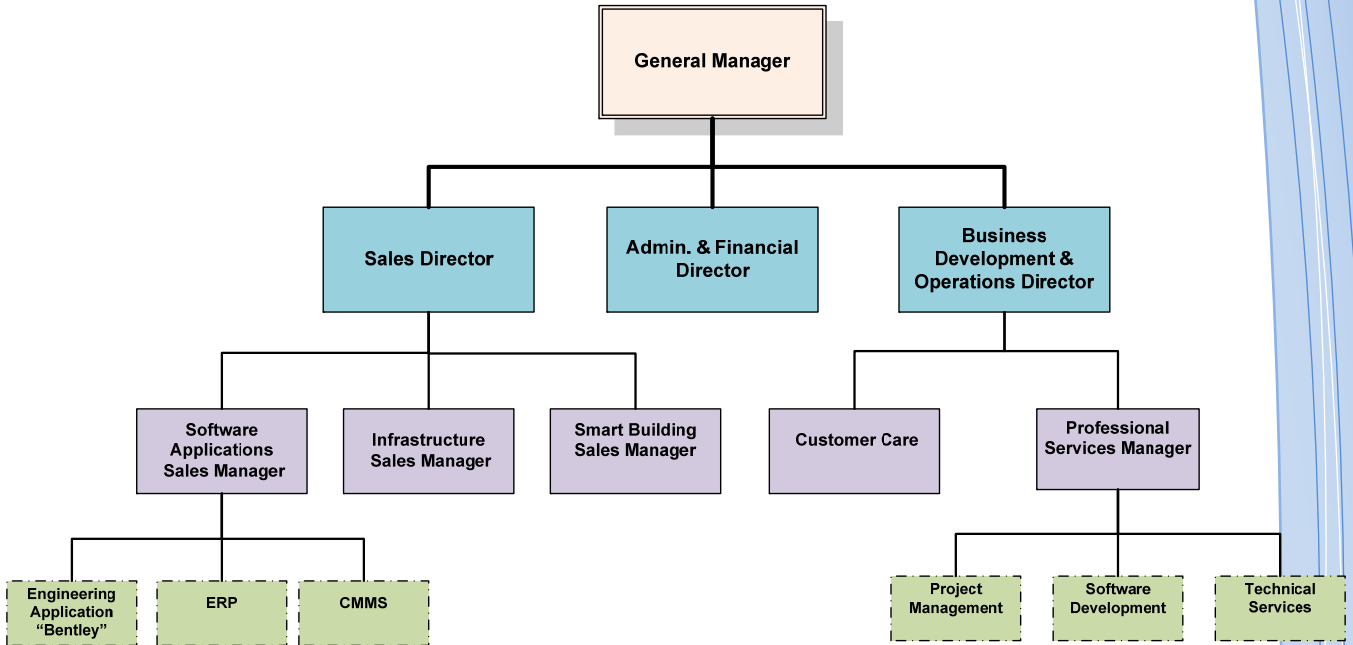 General Manager
Sales Director
Admin. & Financial
Director
Business
Development &
Operations Director
Software
Applications
Sales Manager
Infrastructure
Sales Manager
Smart Building
Sales Manager
Customer Care
Professional
Services Manager
Engineering
Application
“Bentley”
ERP
CMMS
Project
Management
Software
Development
Technical
Services